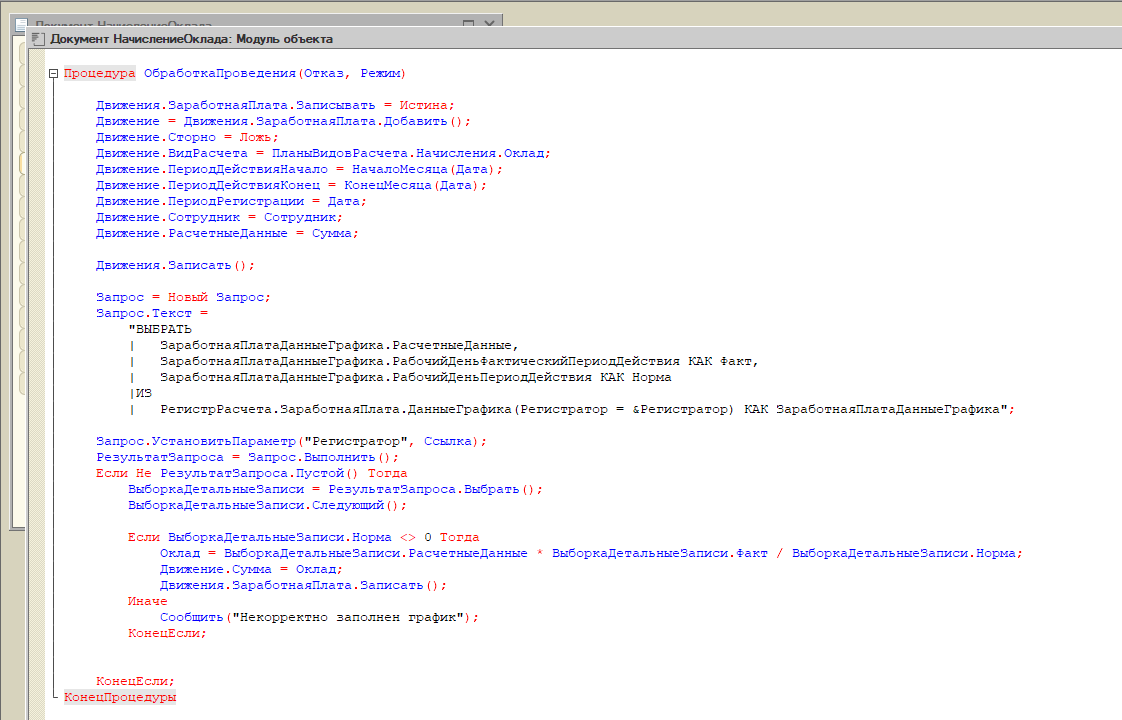 Документ НачислениеОклада
Документ НачислениеОклада: Модуль объекта
Процедура ОбработкаПроведения(Отказ, Режим)
Движения.ЗаработнаяПлата.Записывать = Истина;
Движение = Движения.ЗаработнаяПлата.Добавить();
Движение.Сторно = Ложь;
Движение.ВидРасчета = ПланыВидовРасчета.Начисления.Оклад;
Движение.ПериодДействияНачало = НачалоМесяца(Дата);
Движение.ПериодДействияКонец = КонецМесяца(Дата);
Движение.ПериодРегистрации = Дата;
Движение.Сотрудник = Сотрудник;
Движение.РасчетныеДанные = Сумма;
Движения.Записать();
Запрос = Новый Запрос;
Запрос.Текст =
"ВЫБРАТЬ
|   ЗаработнаяПлатаДанныеГрафика.РасчетныеДанные,
|   ЗаработнаяПлатаДанныеГрафика.РабочийДеньФактическийПериодДействия КАК Факт,
|   ЗаработнаяПлатаДанныеГрафика.РабочийДеньПериодДействия КАК Норма
|ИЗ
|   РегистрРасчета.ЗаработнаяПлата.ДанныеГрафика(Регистратор = &Регистратор) КАК ЗаработнаяПлатаДанныеГрафика";
Запрос.УстановитьПараметр("Регистратор", Ссылка);
РезультатЗапроса = Запрос.Выполнить();
Если Не РезультатЗапроса.Пустой() Тогда
ВыборкаДетальныеЗаписи = РезультатЗапроса.Выбрать();
ВыборкаДетальныеЗаписи.Следующий();
Если ВыборкаДетальныеЗаписи.Норма <> 0 Тогда
Оклад = ВыборкаДетальныеЗаписи.РасчетныеДанные * ВыборкаДетальныеЗаписи.Факт / ВыборкаДетальныеЗаписи.Норма;
Движение.Сумма = Оклад;
Движения.ЗаработнаяПлата.Записать();
Иначе
Сообщить("Некорректно заполнен график");
КонецЕсли;
КонецЕсли;
КонецПроцедуры